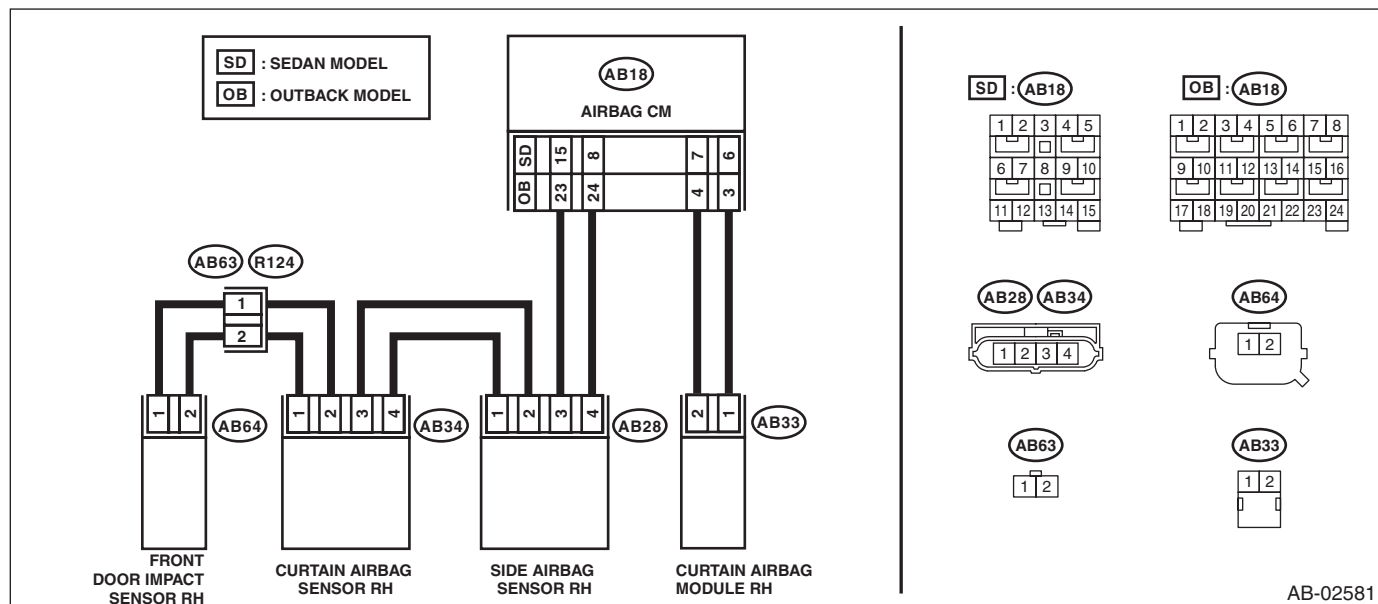 SD : SEDAN MODEL
OB : OUTBACK MODEL
AB18
AIRBAG CM
SD 15 8 7 6
OB 23 24 4 3
AB63 R124
1
2
1 2 AB64
1 2 3 4 AB34
1 2 3 4 AB28
2 1 AB33
FRONT
DOOR IMPACT
SENSOR RH
CURTAIN AIRBAG
SENSOR RH
SIDE AIRBAG
SENSOR RH
CURTAIN AIRBAG
MODULE RH
SD : AB18
1 2 3 4 5
6 7 8 9 10
11 12 13 14 15
OB : AB18
1 2 3 4 5 6 7 8
9 10 11 12 13 14 15 16
17 18 19 20 21 22 23 24
AB28 AB34
1 2 3 4
AB64
1 2
AB63
1 2
AB33
1 2
AB-02581